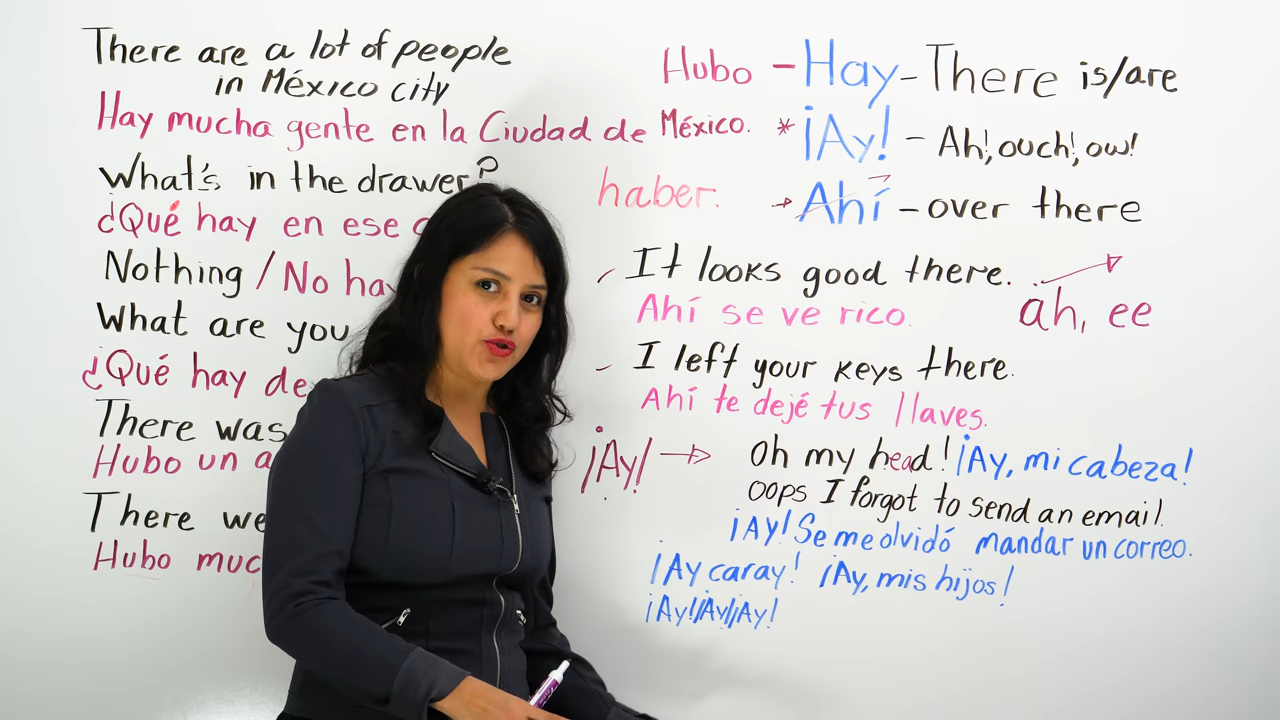 There are a lot of people
in México city
Hay mucha gente en la Ciudad de México.
What's in the drawer?
¿Qué hay en ese
Nothing / No hay
What are you
¿Qué hay de
There was
Hubo un
There we
Hubo muc
Hubo - Hay - There is/are
* ¡Ay! - Ah!, ouch!, ow!
haber. → Ahí - over there
It looks good there.
Ahí se ve rico.
ah, ee
I left your keys there.
Ahí te dejé tus llaves.
¡Ay! → Oh my head! ¡Ay, mi cabeza!
oops I forgot to send an email.
¡Ay! Se me olvidó mandar un correo.
¡Ay caray! ¡Ay, mis hijos!
¡Ay! ¡Ay! ¡Ay!